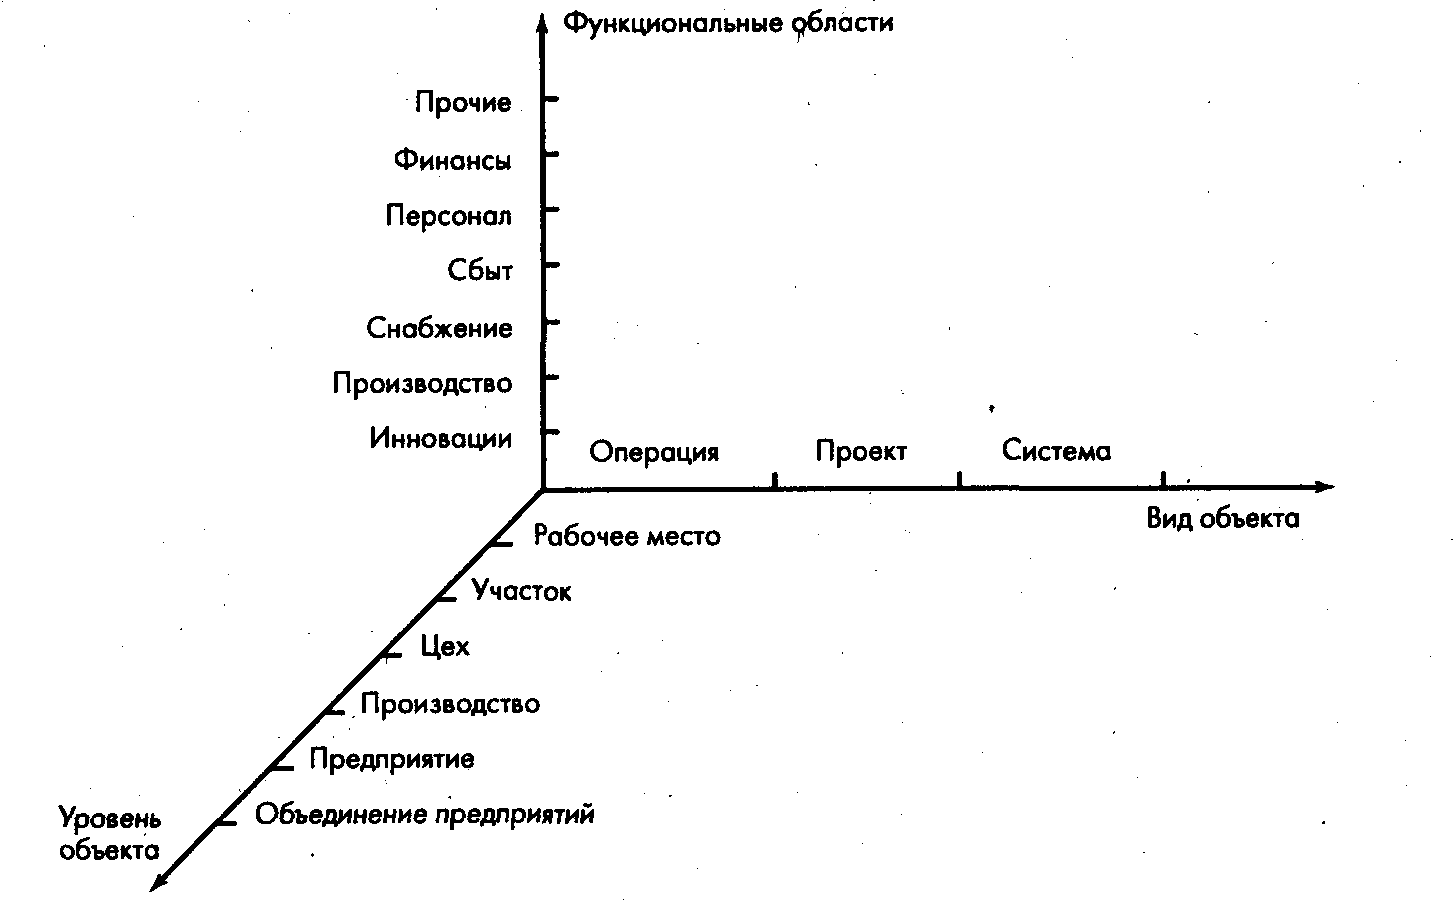 Функциональные области
Прочие
Финансы
Персонал
Сбыт
Снабжение
Производство
Инновации
Операция Проект Система
Вид объекта
Рабочее место
Участок
Цех
Производство
Предприятие
Объединение предприятий
Уровень
объекта